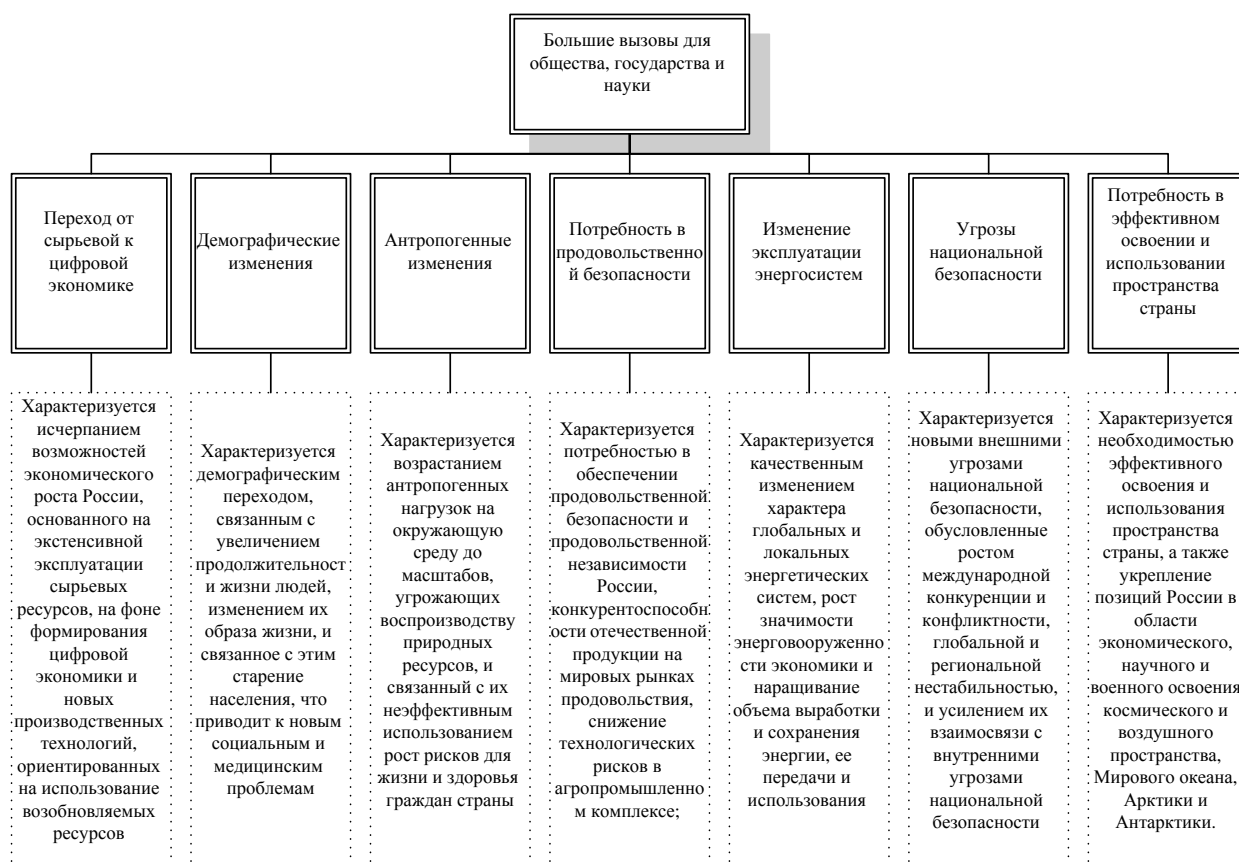 Большие вызовы для
общества, государства и
науки
Переход от
сырьевой к
цифровой
экономике
Демографические
изменения
Антропогенные
изменения
Потребность в
продовольственно
й безопасности
Изменение
эксплуатации
энергосистем
Угрозы
национальной
безопасности
Потребность в
эффективном
освоении и
использовании
пространства
страны
Характеризуется
исчерпанием
возможностей
экономического
роста России,
основанного на
экстенсивной
эксплуатации
сырьевых
ресурсов, на фоне
формирования
цифровой
экономики и
новых
производственных
технологий,
ориентированных
на использование
возобновляемых
ресурсов
Характеризуется
демографическим
переходом,
связанным с
увеличением
продолжительност
и жизни людей,
изменением их
образа жизни, и
связанное с этим
старение
населения, что
приводит к новым
социальным и
медицинским
проблемам
Характеризуется
возрастанием
антропогенных
нагрузок на
окружающую
среду до
масштабов,
угрожающих
воспроизводству
природных
ресурсов, и
связанный с их
неэффективным
использованием
рост рисков для
жизни и здоровья
граждан страны
Характеризуется
потребностью в
обеспечении
продовольственной
безопасности и
продовольственной
независимости
России,
конкурентоспособн
ости отечественной
продукции на
мировых рынках
продовольствия,
снижение
технологических
рисков в
агропромышленно
м комплексе;
Характеризуется
качественным
изменением
характера
глобальных и
локальных
энергетических
систем, рост
значимости
энерговооруженно
сти экономики и
наращивание
объема выработки
и сохранения
энергии, ее
передачи и
использования
Характеризуется
новыми внешними
угрозами
национальной
безопасности,
обусловленные
ростом
международной
конкуренции и
конфликтности,
глобальной и
региональной
нестабильностью,
и усилением их
взаимосвязи с
внутренними
угрозами
национальной
безопасности
Характеризуется
необходимостью
эффективного
освоения и
использования
пространства
страны, а также
укрепление
позиций России в
области
экономического,
научного и
военного освоения
космического и
воздушного
пространства,
Мирового океана,
Арктики и
Антарктики.